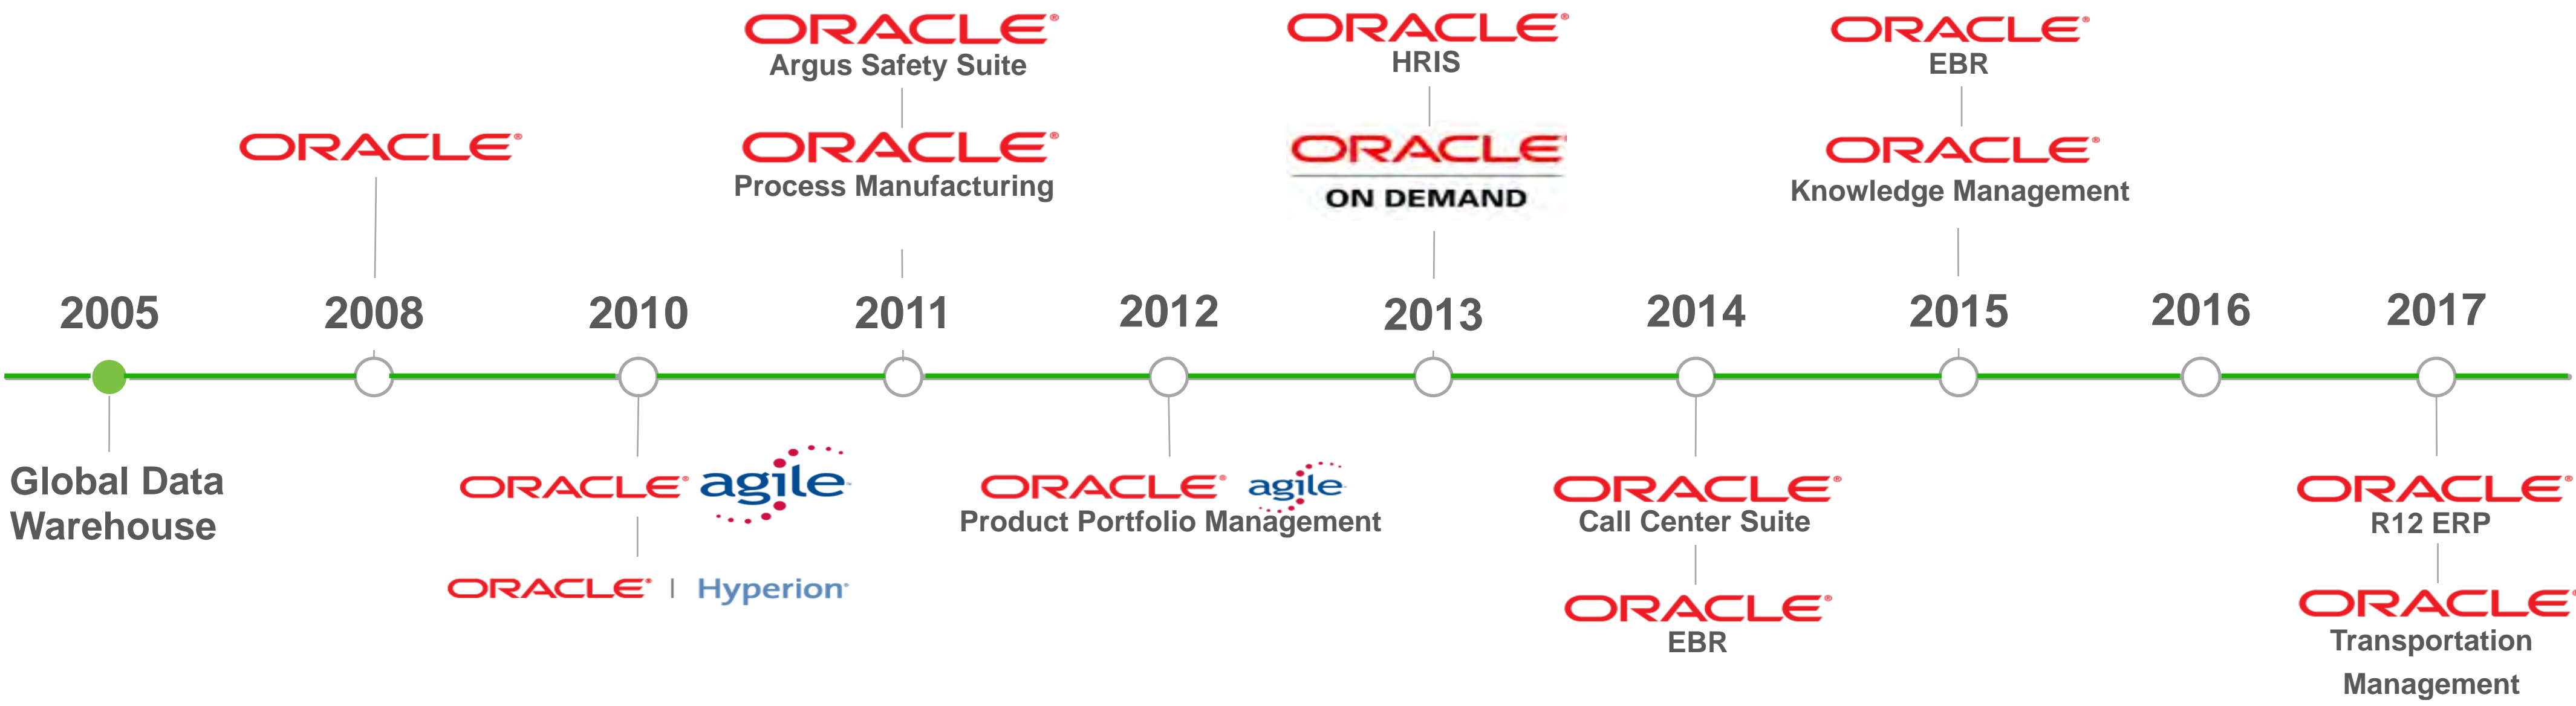 ORACLE®
Argus Safety Suite
ORACLE®
HRIS
ORACLE®
EBR
ORACLE®
ORACLE®
Process Manufacturing
ORACLE
ON DEMAND
ORACLE®
Knowledge Management
2005
2008
2010
2011
2012
2013
2014
2015
2016
2017
Global Data
Warehouse
ORACLE® agile
ORACLE® | Hyperion
ORACLE® agile
Product Portfolio Management
ORACLE®
Call Center Suite
ORACLE®
EBR
ORACLE®
R12 ERP
ORACLE®
Transportation
Management